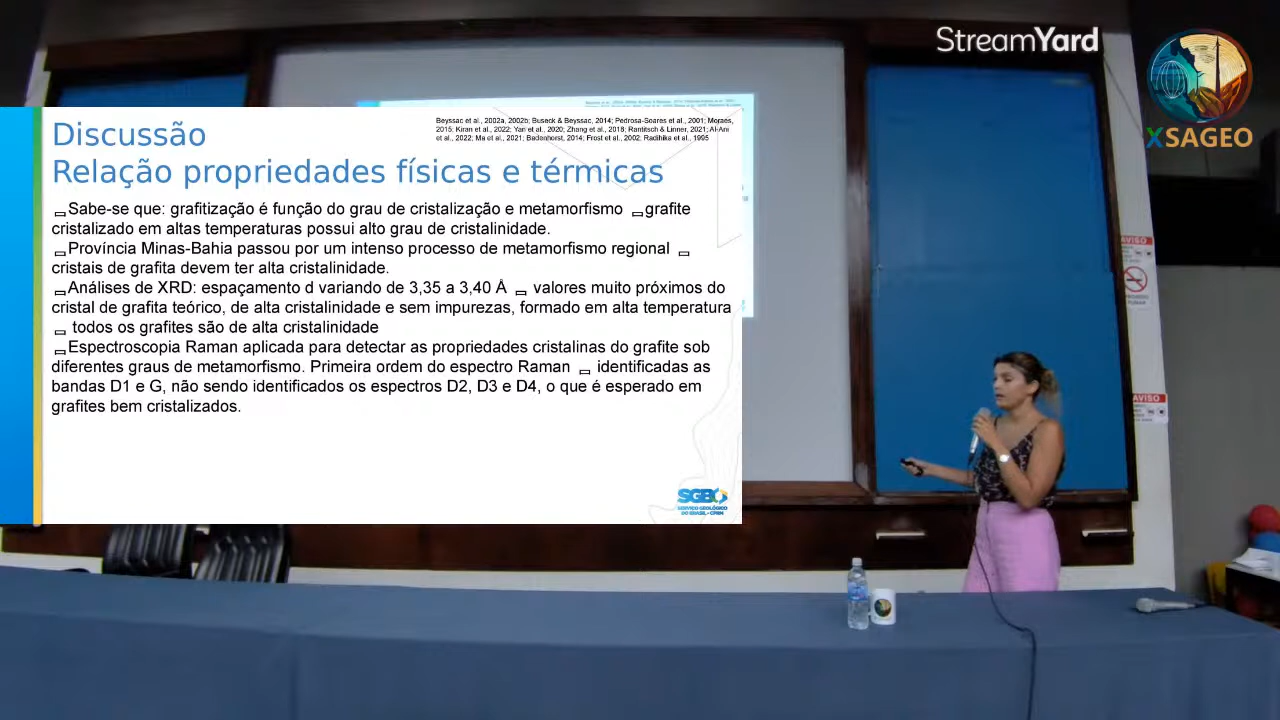 StreamYard
XSAGEO
Discussão
Relação propriedades físicas e térmicas
Beyssac et al., 2002a, 2002b; Buseck & Beyssac, 2014; Pedrosa-Soares et al., 2001; Moraes,
2015; Kiran et al., 2022; Yan et al., 2020; Zhang et al., 2018; Rantitsch & Linner, 2021; Al-Ani
et al., 2022; Ma et al., 2021; Badenhorst, 2014; Frost et al., 2002; Radihika et al., 1995
Sabe-se que: grafitização é função do grau de cristalização e metamorfismo grafite
cristalizado em altas temperaturas possui alto grau de cristalinidade.
Província Minas-Bahia passou por um intenso processo de metamorfismo regional
cristais de grafita devem ter alta cristalinidade.
Análises de XRD: espaçamento d variando de 3,35 a 3,40 À valores muito próximos do
cristal de grafita teórico, de alta cristalinidade e sem impurezas, formado em alta temperatura
todos os grafites são de alta cristalinidade
Espectroscopia Raman aplicada para detectar as propriedades cristalinas do grafite sob
diferentes graus de metamorfismo. Primeira ordem do espectro Raman identificadas as
bandas D1 e G, não sendo identificados os espectros D2, D3 e D4, o que é esperado em
grafites bem cristalizados.
SGB
SERVIÇO GEOLÓGICO
DO BRASIL - CPRM
AVISO
AVISO